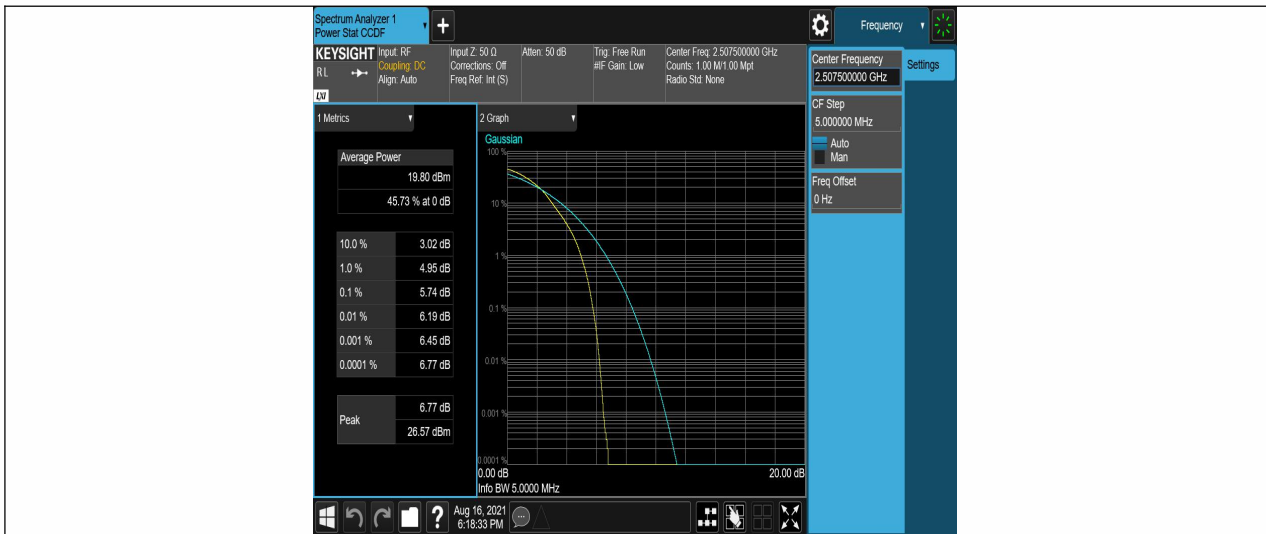 Spectrum Analyzer 1
Power Stat CCDF
Frequency
KEYSIGHT
RL
LXI
Input: RF
Coupling: DC
Align: Auto
Input Z: 50 Ω
Corrections: Off
Freq Ref: Int (S)
Atten: 50 dB
Trig: Free Run
#IF Gain: Low
Center Freq: 2.507500000 GHz
Counts: 1.00 M/1.00 Mpt
Radio Std: None
Center Frequency
2.507500000 GHz
Settings
CF Step
5.000000 MHz
Auto
Man
Freq Offset
0 Hz
1 Metrics
Average Power
19.80 dBm
45.73 % at 0 dB
10.0 % 3.02 dB
1.0 % 4.95 dB
0.1 % 5.74 dB
0.01 % 6.19 dB
0.001 % 6.45 dB
0.0001 % 6.77 dB
Peak
6.77 dB
26.57 dBm
2 Graph
Gaussian
100 %
10 %
1 %
0.1 %
0.01 %
0.001 %
0.0001 %
0.00 dB 20.00 dB
Info BW 5.0000 MHz
?
Aug 16, 2021
6:18:33 PM